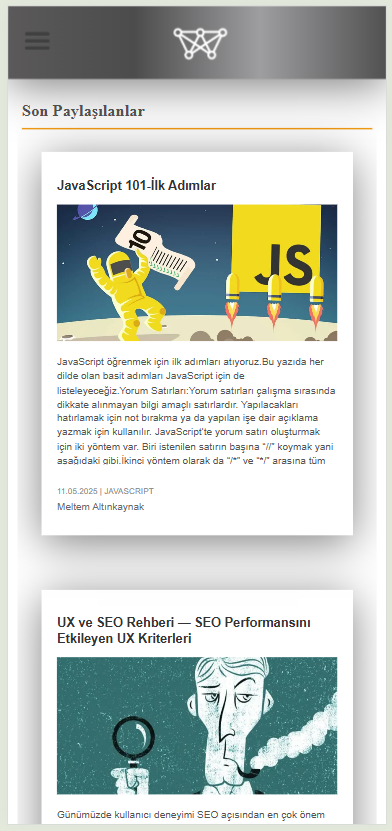 Son Paylaşılanlar
JavaScript 101-İlk Adımlar
10
JS
JavaScript öğrenmek için ilk adımları atıyoruz.Bu yazıda her
dilde olan basit adımları JavaScript için de
listeleyeceğiz.Yorum Satırları:Yorum satırları çalışma sırasında
dikkate alınmayan bilgi amaçlı satırlardır. Yapılacakları
hatırlamak için not bırakma ya da yapılan işe dair açıklama
yazmak için kullanılır. JavaScript'te yorum satırı oluşturmak
için iki yöntem var. Biri istenilen satırın başına “//” koymak yani
aşağıdaki gibi.İkinci yöntem olarak da “/*” ve “*/” arasına tüm
11.05.2025 | JAVASCRIPT
Meltem Altınkaynak
UX ve SEO Rehberi — SEO Performansını
Etkileyen UX Kriterleri
Günümüzde kullanıcı deneyimi SEO açısından en çok önem